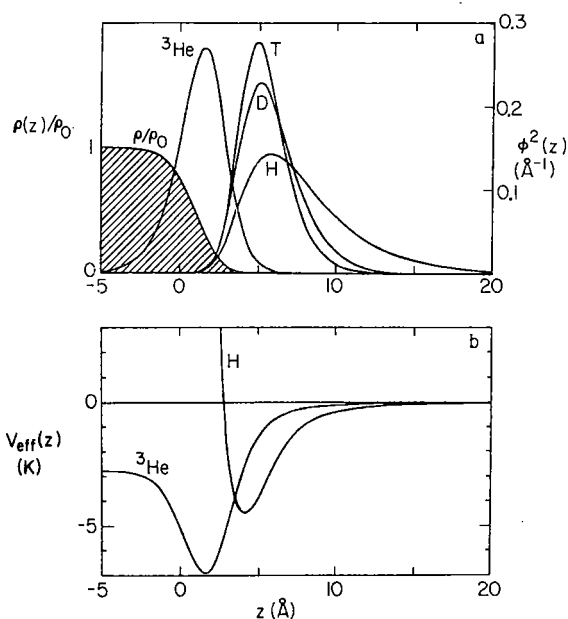 0.3
a
³He
T
D
H
ρ/ρ₀
ρ(z)/ρ₀
1
0
0.2
0.1
φ²(z)
(Å⁻¹)
-5
0
5
10
15
20
b
H
³He
V_eff(z)
(K)
0
-5
-5
0
5
10
15
20
z (Å)